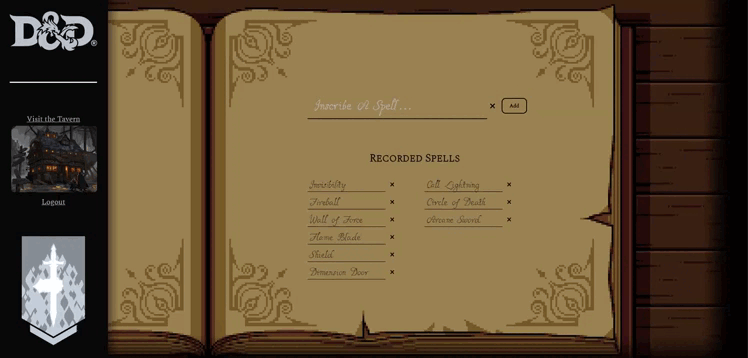 D&D®
Visit the Tavern
Logout
Inscribe A Spell...
× Add
Recorded Spells
Invisibility ×
Fireball ×
Wall of Force ×
Flame Blade ×
Shield ×
Dimension Door ×
Call Lightning ×
Circle of Death ×
Arcane Sword ×